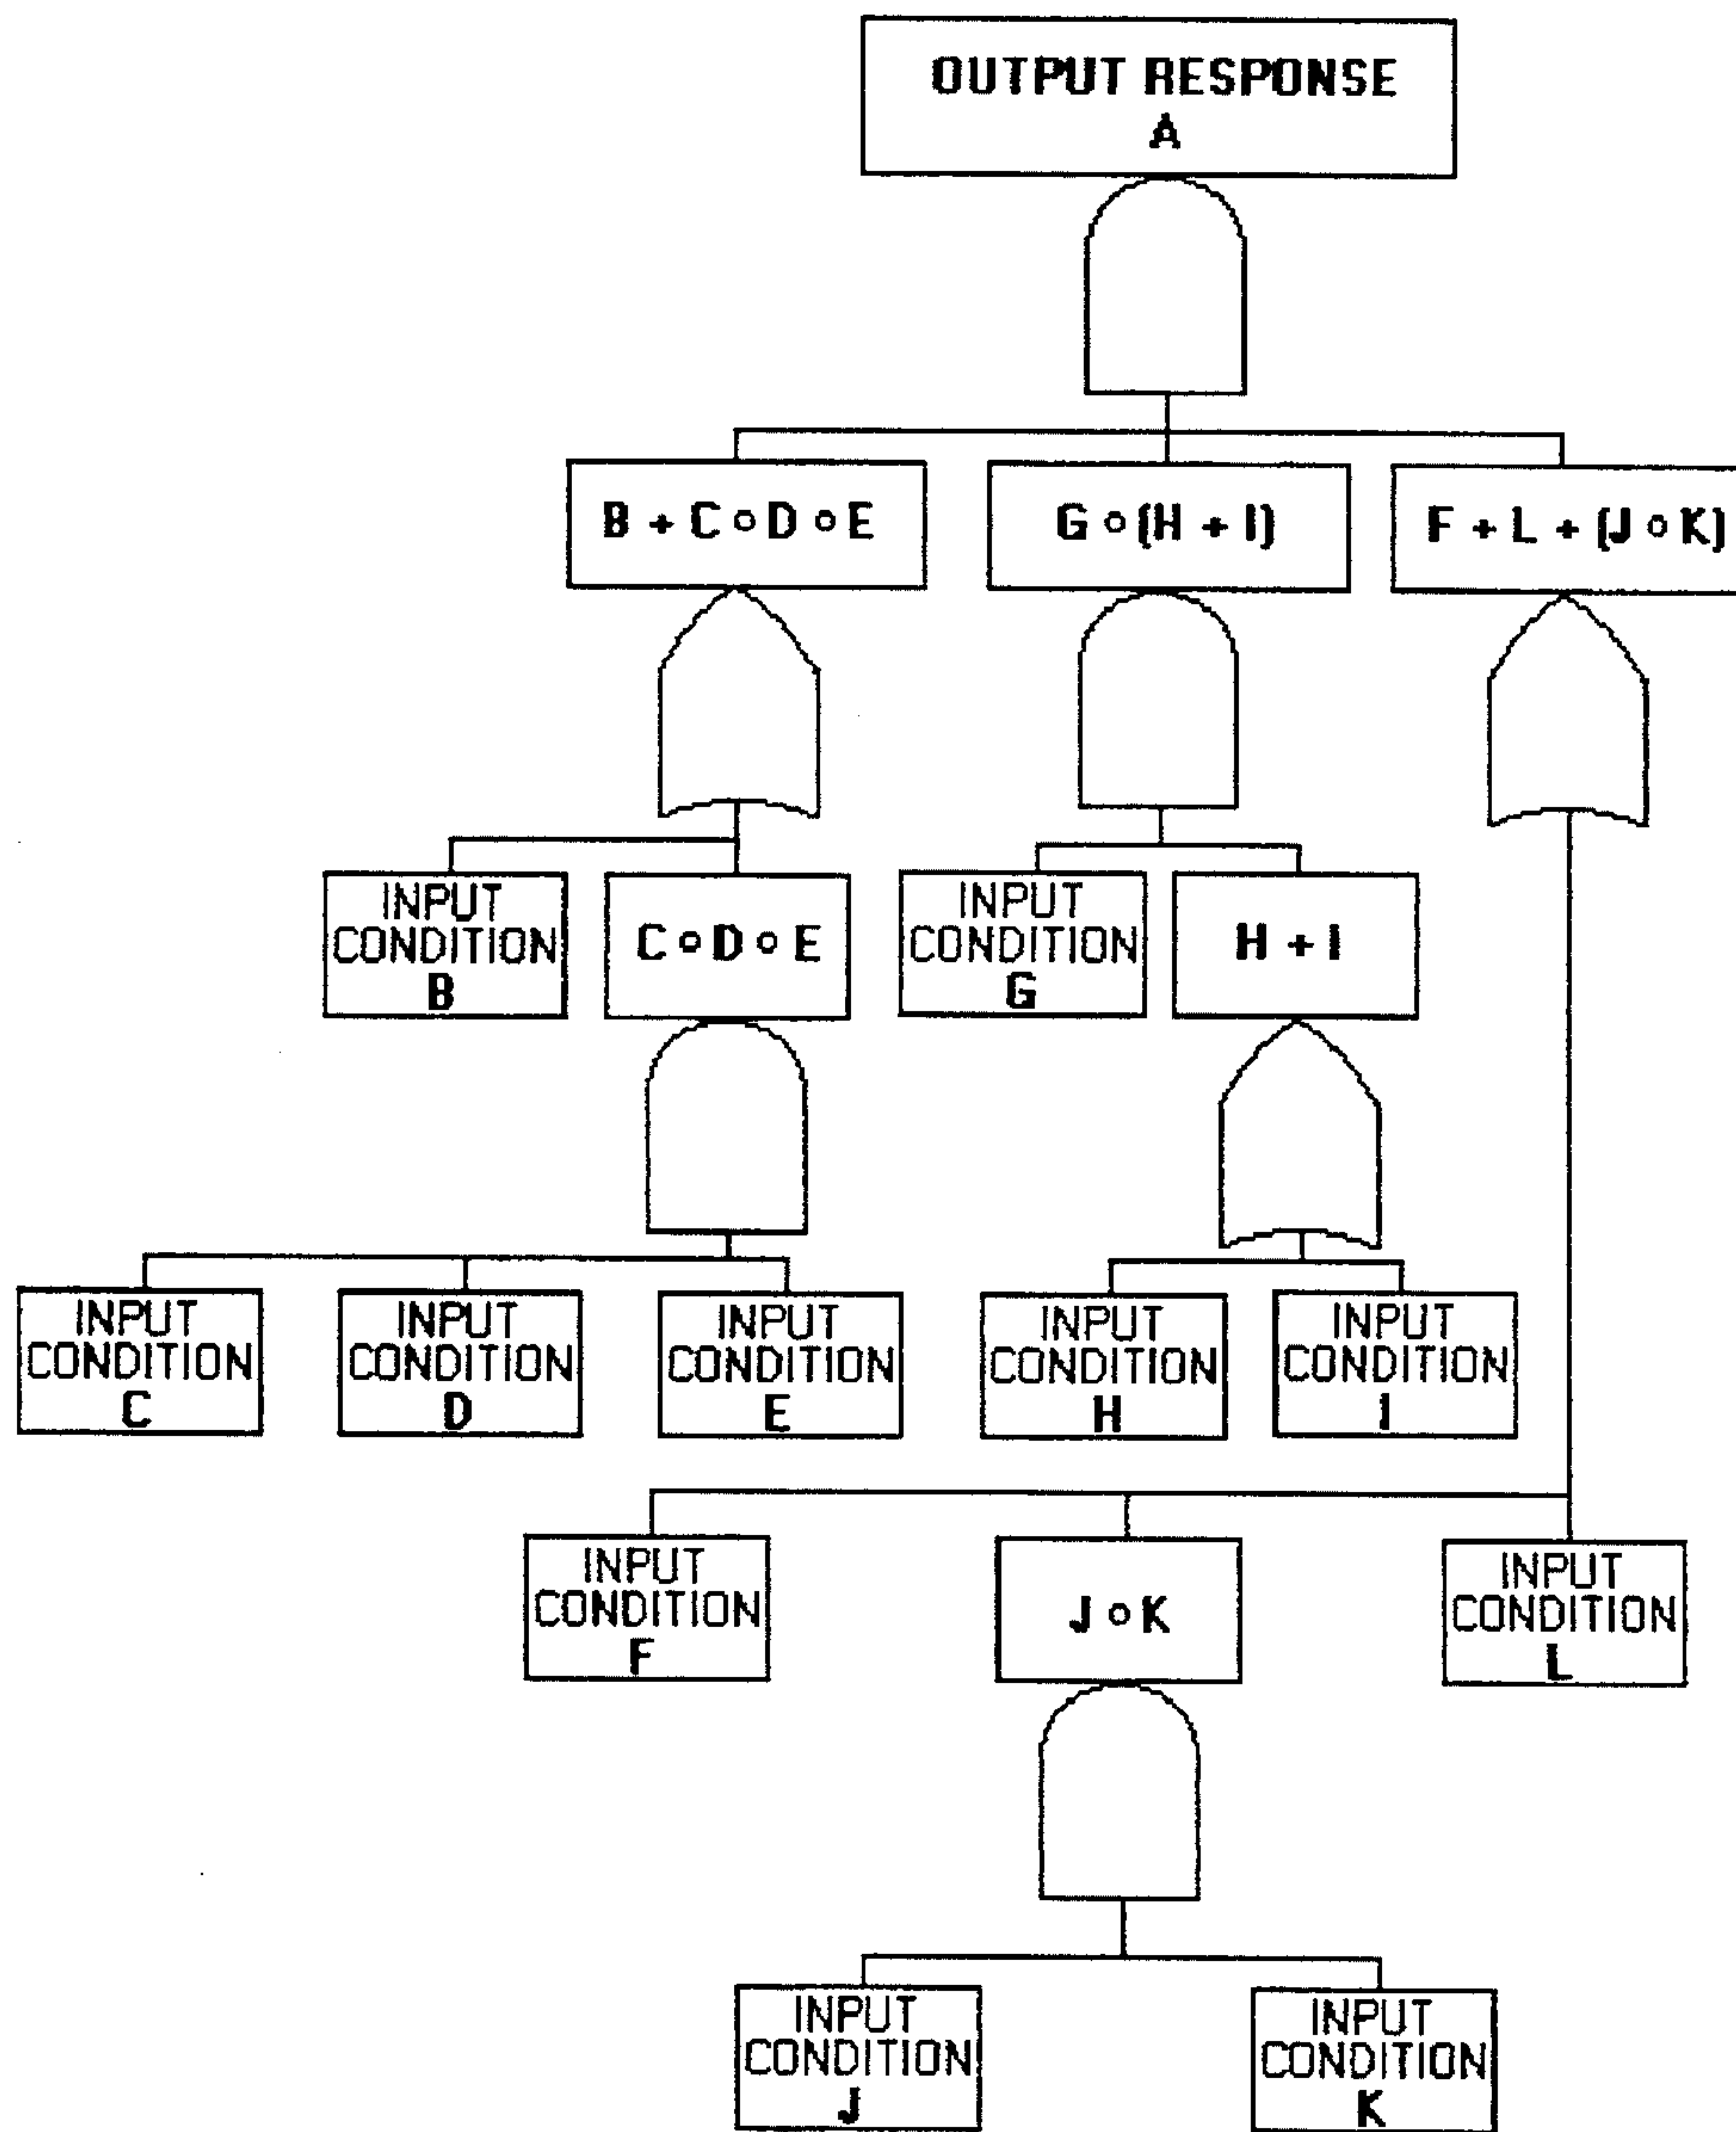 OUTPUT RESPONSE
A
B + C ∘ D ∘ E
G ∘ (H + I)
F + L + (J ∘ K)
INPUT
CONDITION
B
C ∘ D ∘ E
INPUT
CONDITION
G
H + I
INPUT
CONDITION
C
INPUT
CONDITION
D
INPUT
CONDITION
E
INPUT
CONDITION
H
INPUT
CONDITION
I
INPUT
CONDITION
F
J ∘ K
INPUT
CONDITION
L
INPUT
CONDITION
J
INPUT
CONDITION
K